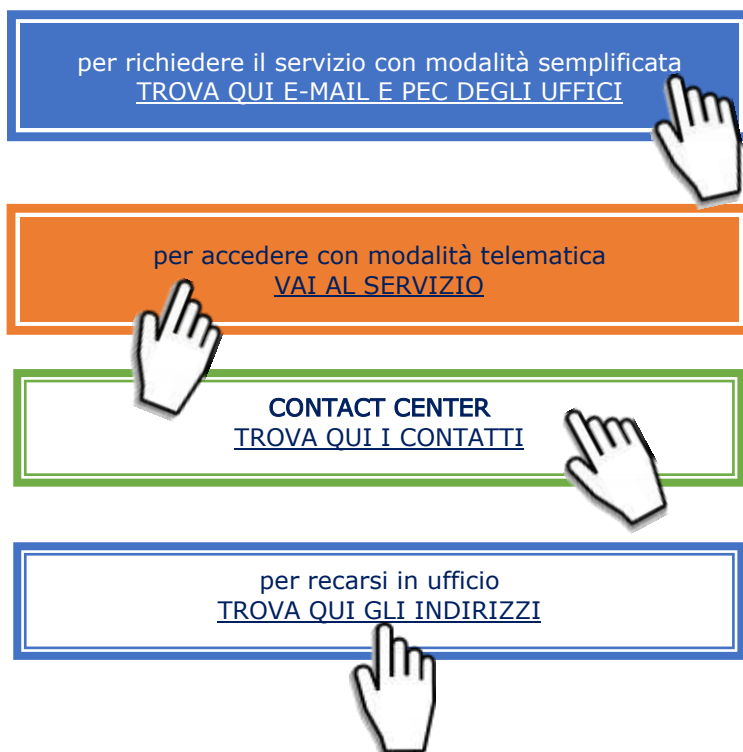 per richiedere il servizio con modalità semplificata
TROVA QUI E-MAIL E PEC DEGLI UFFICI
per accedere con modalità telematica
VAI AL SERVIZIO
CONTACT CENTER
TROVA QUI I CONTATTI
per recarsi in ufficio
TROVA QUI GLI INDIRIZZI